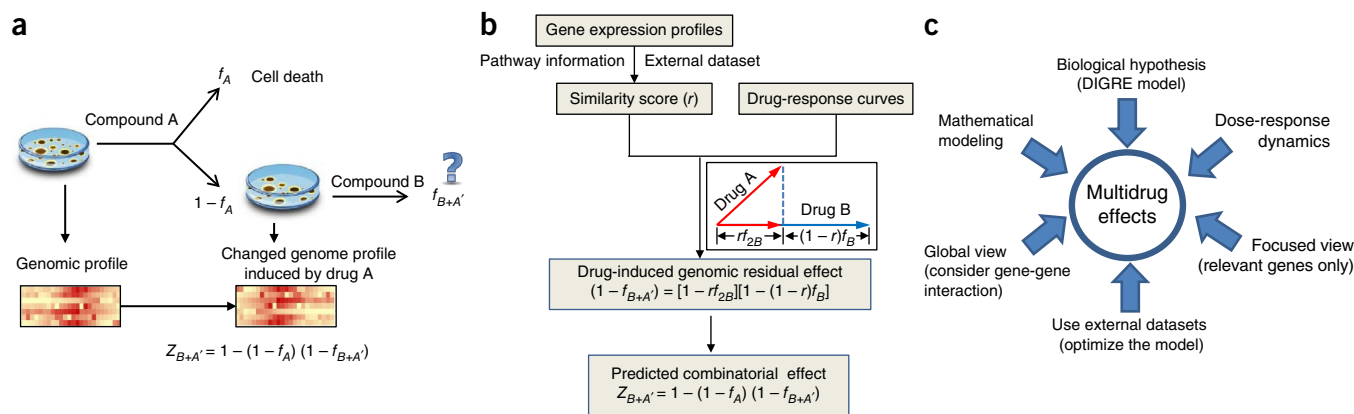 a
Compound A
f_A
Cell death
1 – f_A
Compound B
?
f_{B+A'}
Genomic profile
Changed genome profile
induced by drug A
Z_{B+A'} = 1 – (1 – f_A) (1 – f_{B+A'})
b
Gene expression profiles
Pathway information
External dataset
Similarity score (r)
Drug-response curves
Drug A
Drug B
rf_{2B}
(1 – r)f_B
Drug-induced genomic residual effect
(1 – f_{B+A'}) = [1 – rf_{2B}][1 – (1 – r)f_B]
Predicted combinatorial effect
Z_{B+A'} = 1 – (1 – f_A) (1 – f_{B+A'})
c
Biological hypothesis
(DIGRE model)
Mathematical
modeling
Dose-response
dynamics
Multidrug
effects
Global view
(consider gene-gene
interaction)
Focused view
(relevant genes only)
Use external datasets
(optimize the model)